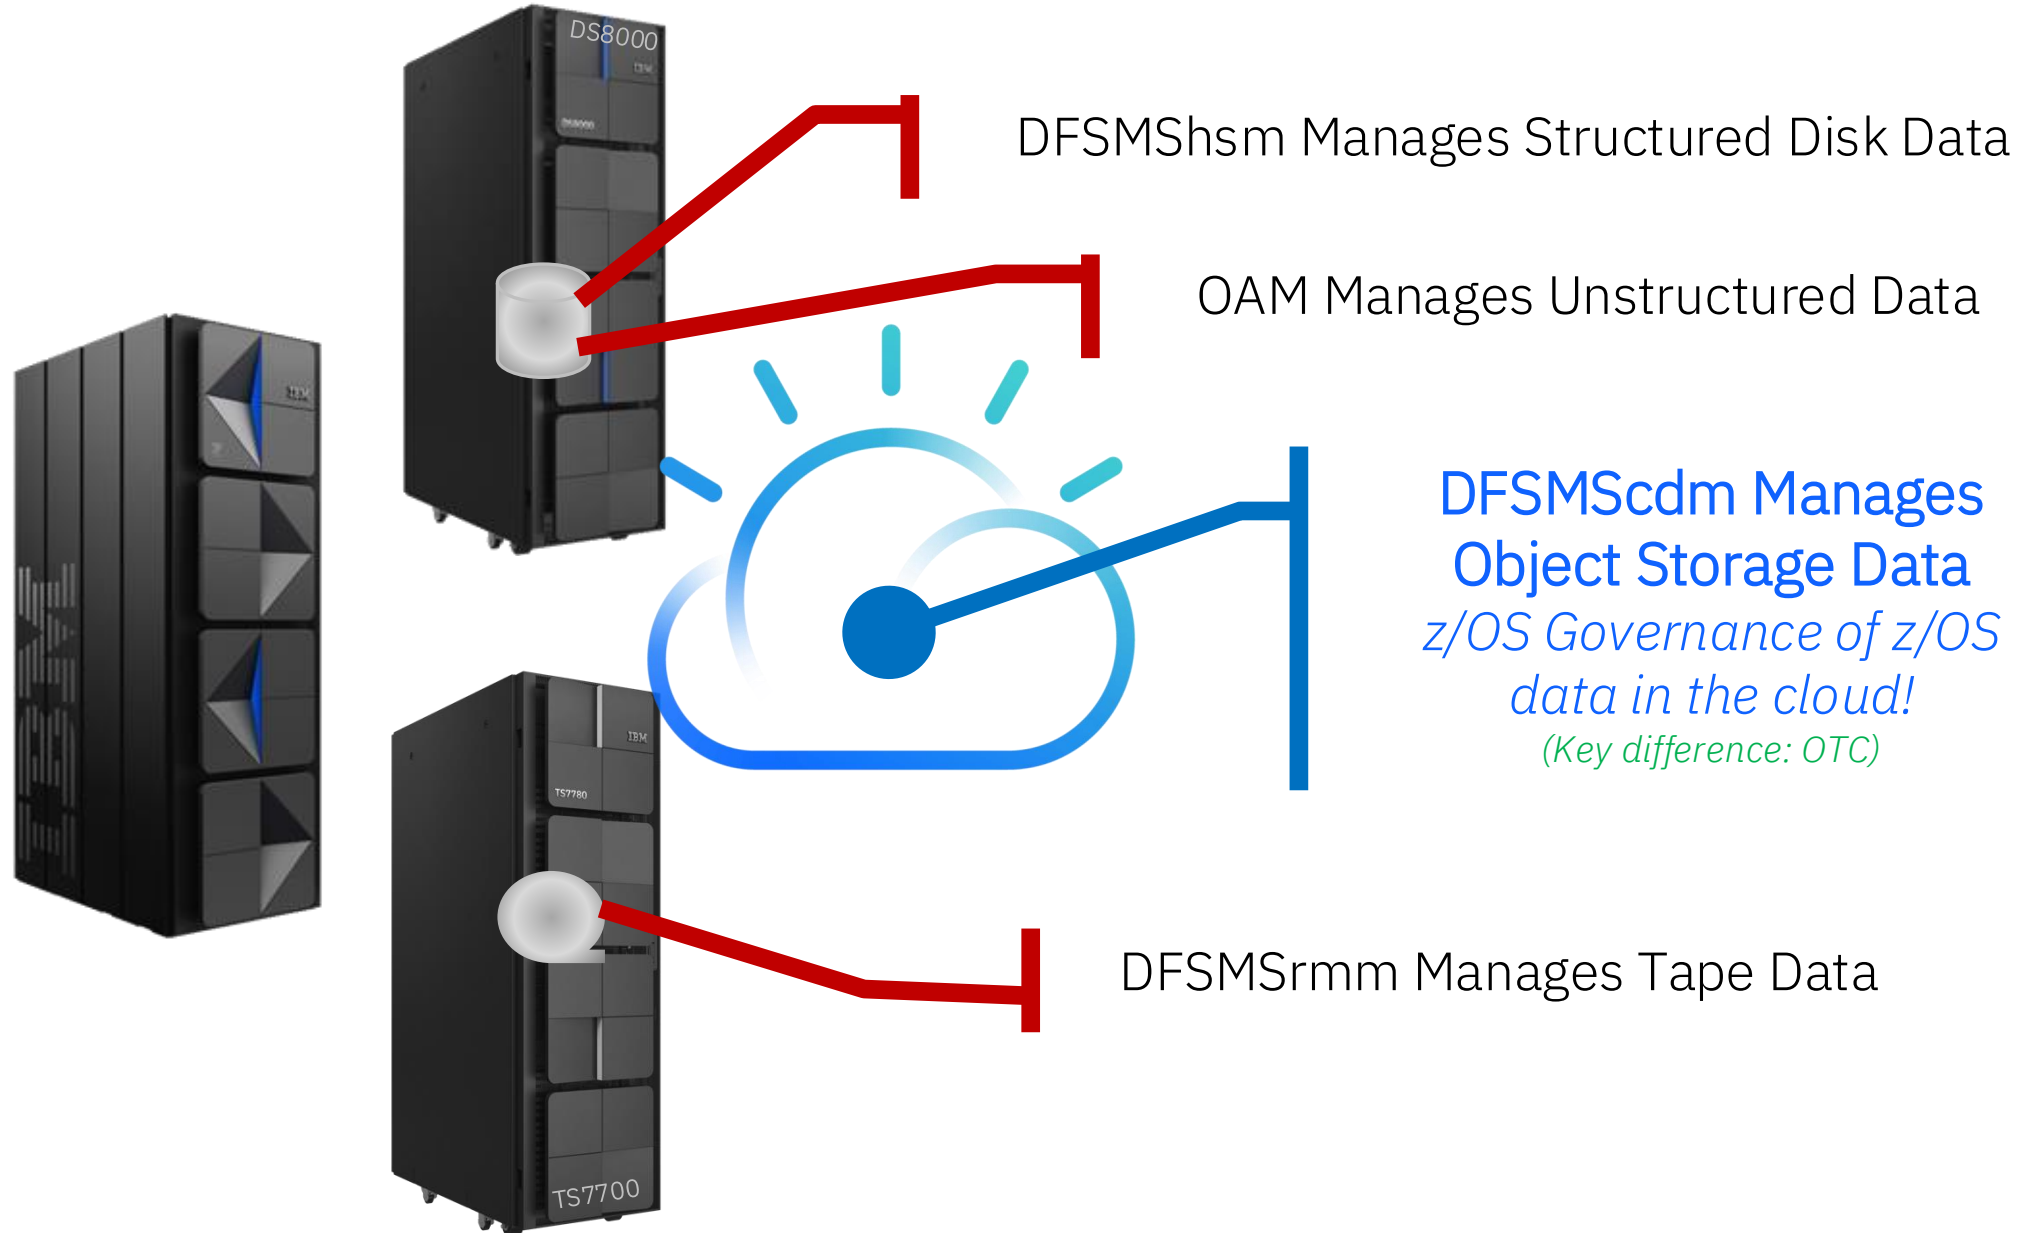 DS8000
IBM
DS8000
DFSMShsm Manages Structured Disk Data
OAM Manages Unstructured Data
IBM
Z
IBM
DFSMScdm Manages
Object Storage Data
z/OS Governance of z/OS
data in the cloud!
(Key difference: OTC)
IBM
TS7780
DFSMSrmm Manages Tape Data
TS7700